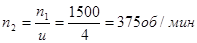 n₂ = n₁/u = 1500/4 = 375об / мин